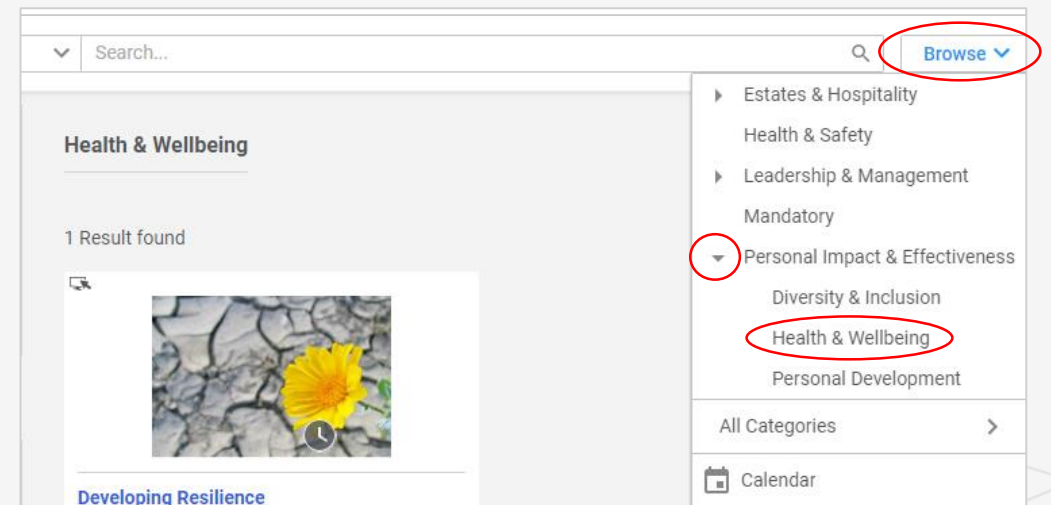 Search...
Browse
Health & Wellbeing
1 Result found
Developing Resilience
Estates & Hospitality
Health & Safety
Leadership & Management
Mandatory
Personal Impact & Effectiveness
Diversity & Inclusion
Health & Wellbeing
Personal Development
All Categories
Calendar